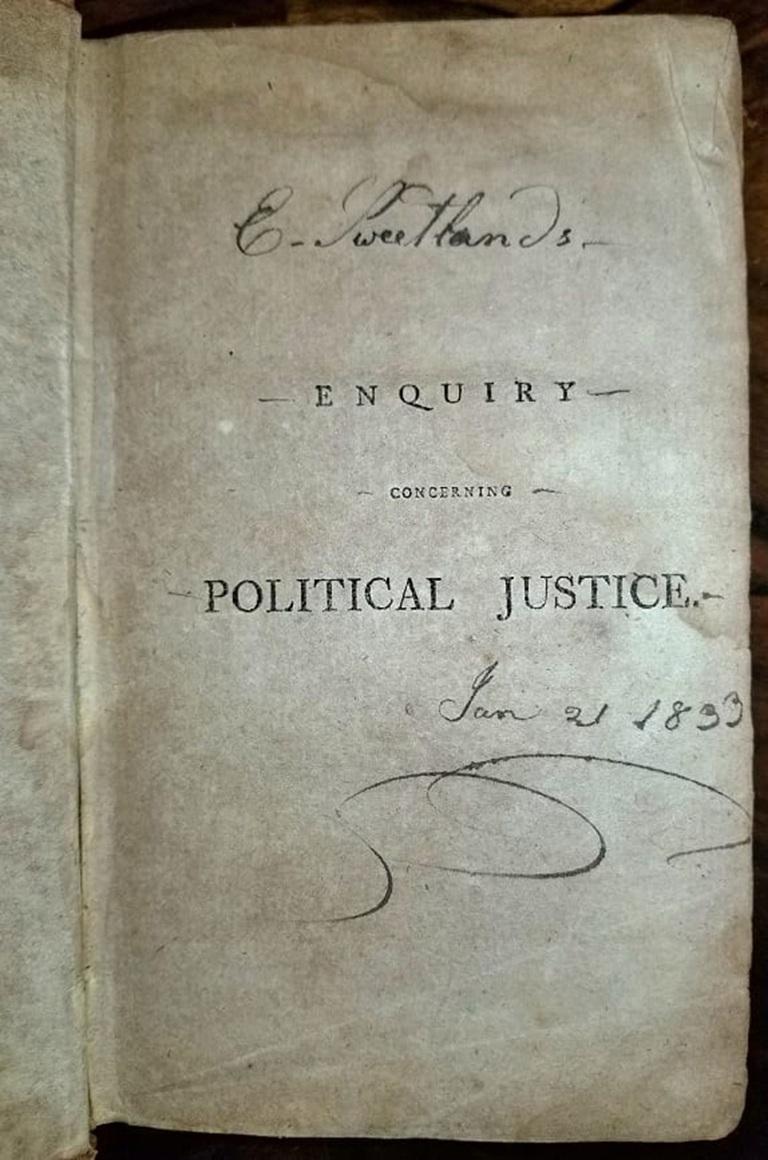 E. Sweetlands.
ENQUIRY
CONCERNING
POLITICAL JUSTICE.
Jan 21 1833